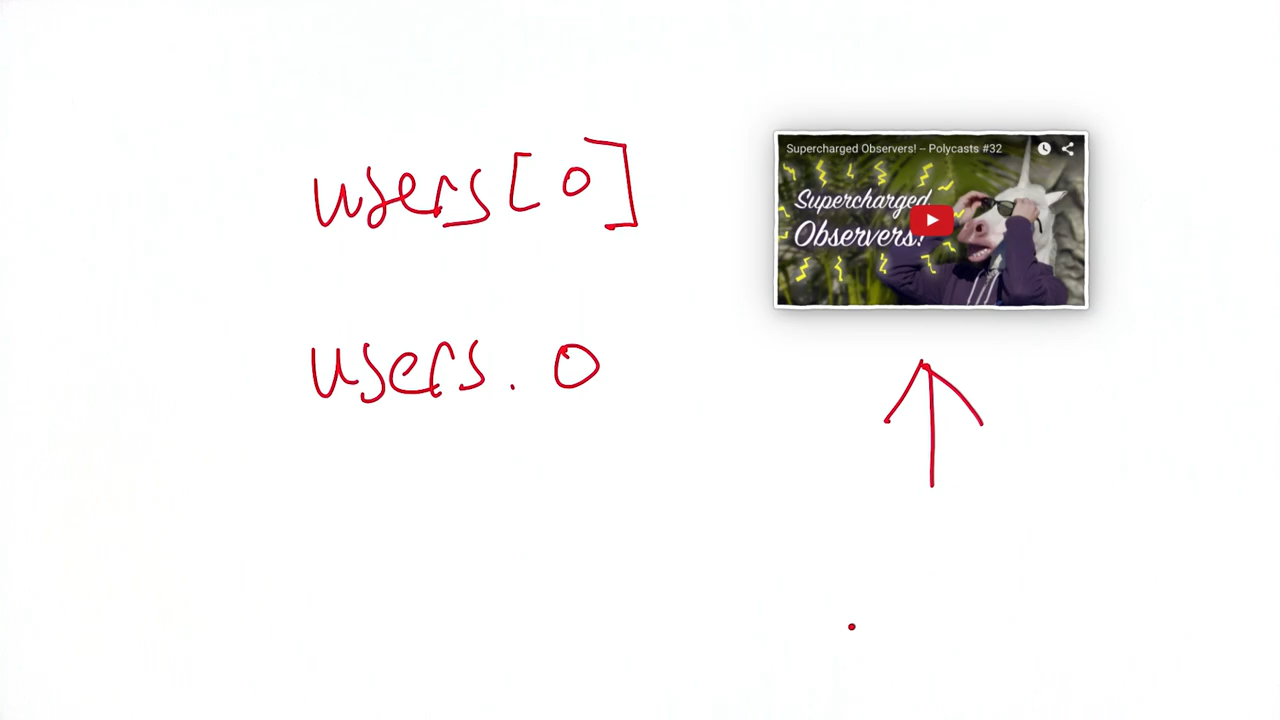 users[0]
users.0
Supercharged Observers! – Polycasts #32
Supercharged
Observers!